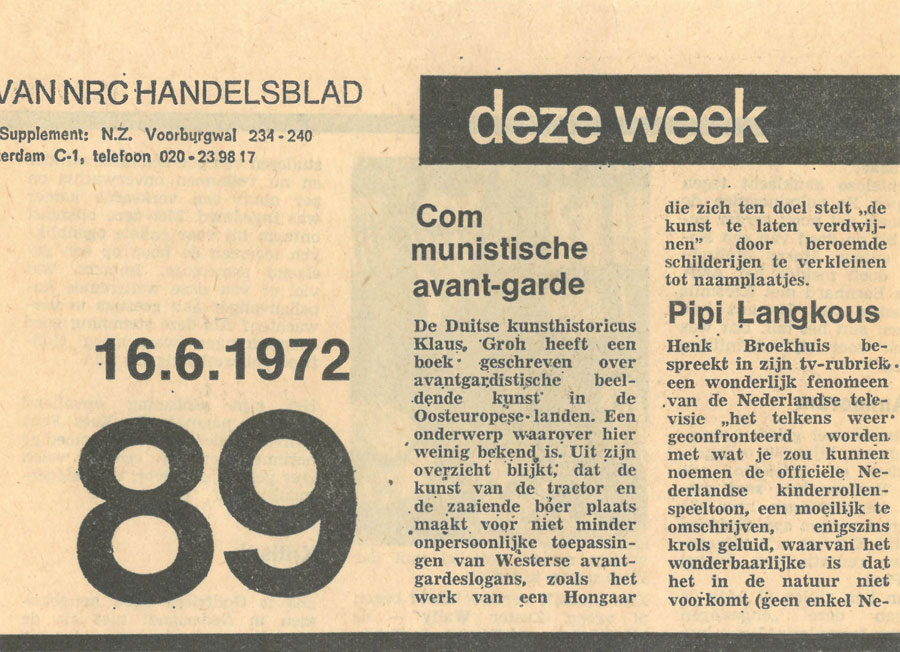 VAN NRC HANDELSBLAD
Supplement: N.Z. Voorburgwal 234-240
erdam C-1, telefoon 020-23 98 17
16.6.1972
89
deze week
Com
munistische
avant-garde
De Duitse kunsthistoricus
Klaus, Groh heeft een
boek geschreven over
avantgardistische beel-
dende kunst in de
Oosteuropese landen. Een
onderwerp waarover hier
weinig bekend is. Uit zijn
overzicht blijkt, dat de
kunst van de tractor en
de zaaiende boer plaats
maakt voor niet minder
onpersoonlijke toepassin-
gen van Westerse avant-
gardeslogans, zoals het
werk van een Hongaar
die zich ten doel stelt „de
kunst te laten verdwij-
nen” door beroemde
schilderijen te verkleinen
tot naamplaatjes.
Pipi Langkous
Henk Broekhuis be-
spreekt in zijn tv-rubriek
een wonderlijk fenomeen
van de Nederlandse tele-
visie „het telkens weer
geconfronteerd worden
met wat je zou kunnen
noemen de officiële Ne-
derlandse kinderrollen-
speeltoon, een moeilijk te
omschrijven, enigszins
krols geluid, waarvan het
wonderbaarlijke is dat
het in de natuur niet
voorkomt (geen enkel Ne-